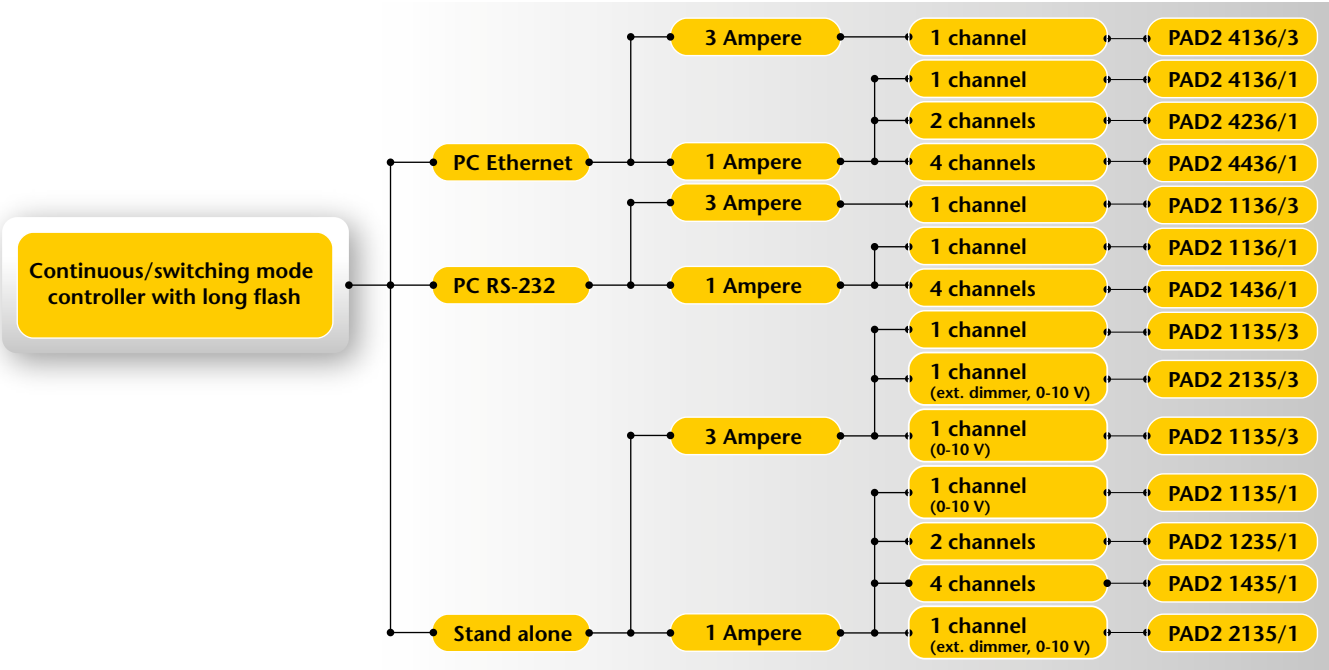 3 Ampere
1 channel
PAD2 4136/3
1 channel
PAD2 4136/1
2 channels
PAD2 4236/1
PC Ethernet
1 Ampere
4 channels
PAD2 4436/1
3 Ampere
1 channel
PAD2 1136/3
1 channel
PAD2 1136/1
Continuous/switching mode
controller with long flash
PC RS-232
1 Ampere
4 channels
PAD2 1436/1
1 channel
PAD2 1135/3
1 channel
(ext. dimmer, 0-10 V)
PAD2 2135/3
3 Ampere
1 channel
(0-10 V)
PAD2 1135/3
1 channel
(0-10 V)
PAD2 1135/1
2 channels
PAD2 1235/1
4 channels
PAD2 1435/1
Stand alone
1 Ampere
1 channel
(ext. dimmer, 0-10 V)
PAD2 2135/1